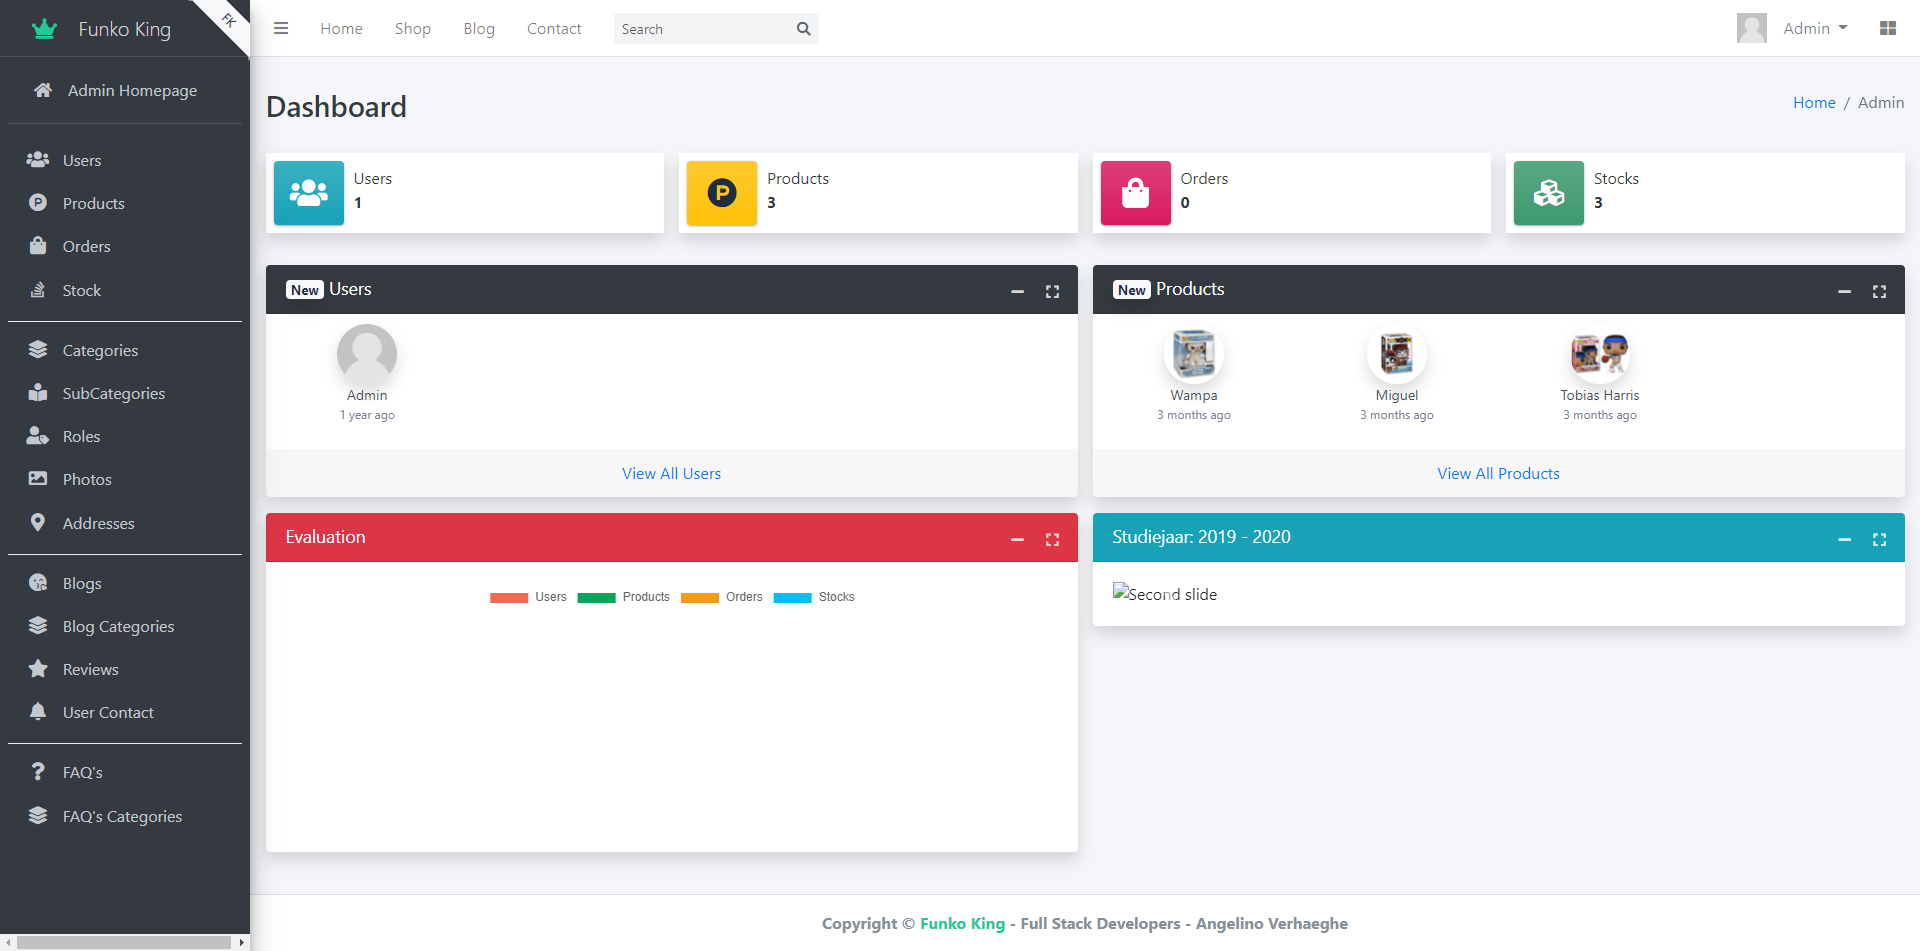 Funko King
FK
Home
Shop
Blog
Contact
Search
Admin
Admin Homepage
Users
Products
Orders
Stock
Categories
SubCategories
Roles
Photos
Addresses
Blogs
Blog Categories
Reviews
User Contact
FAQ's
FAQ's Categories
Dashboard
Home / Admin
Users
1
P
Products
3
Orders
0
Stocks
3
New Users
Admin
1 year ago
View All Users
New Products
Wampa
3 months ago
Miguel
3 months ago
Tobias Harris
3 months ago
View All Products
Evaluation
Users Products Orders Stocks
Studiejaar: 2019 - 2020
Second slide
Copyright © Funko King - Full Stack Developers - Angelino Verhaeghe